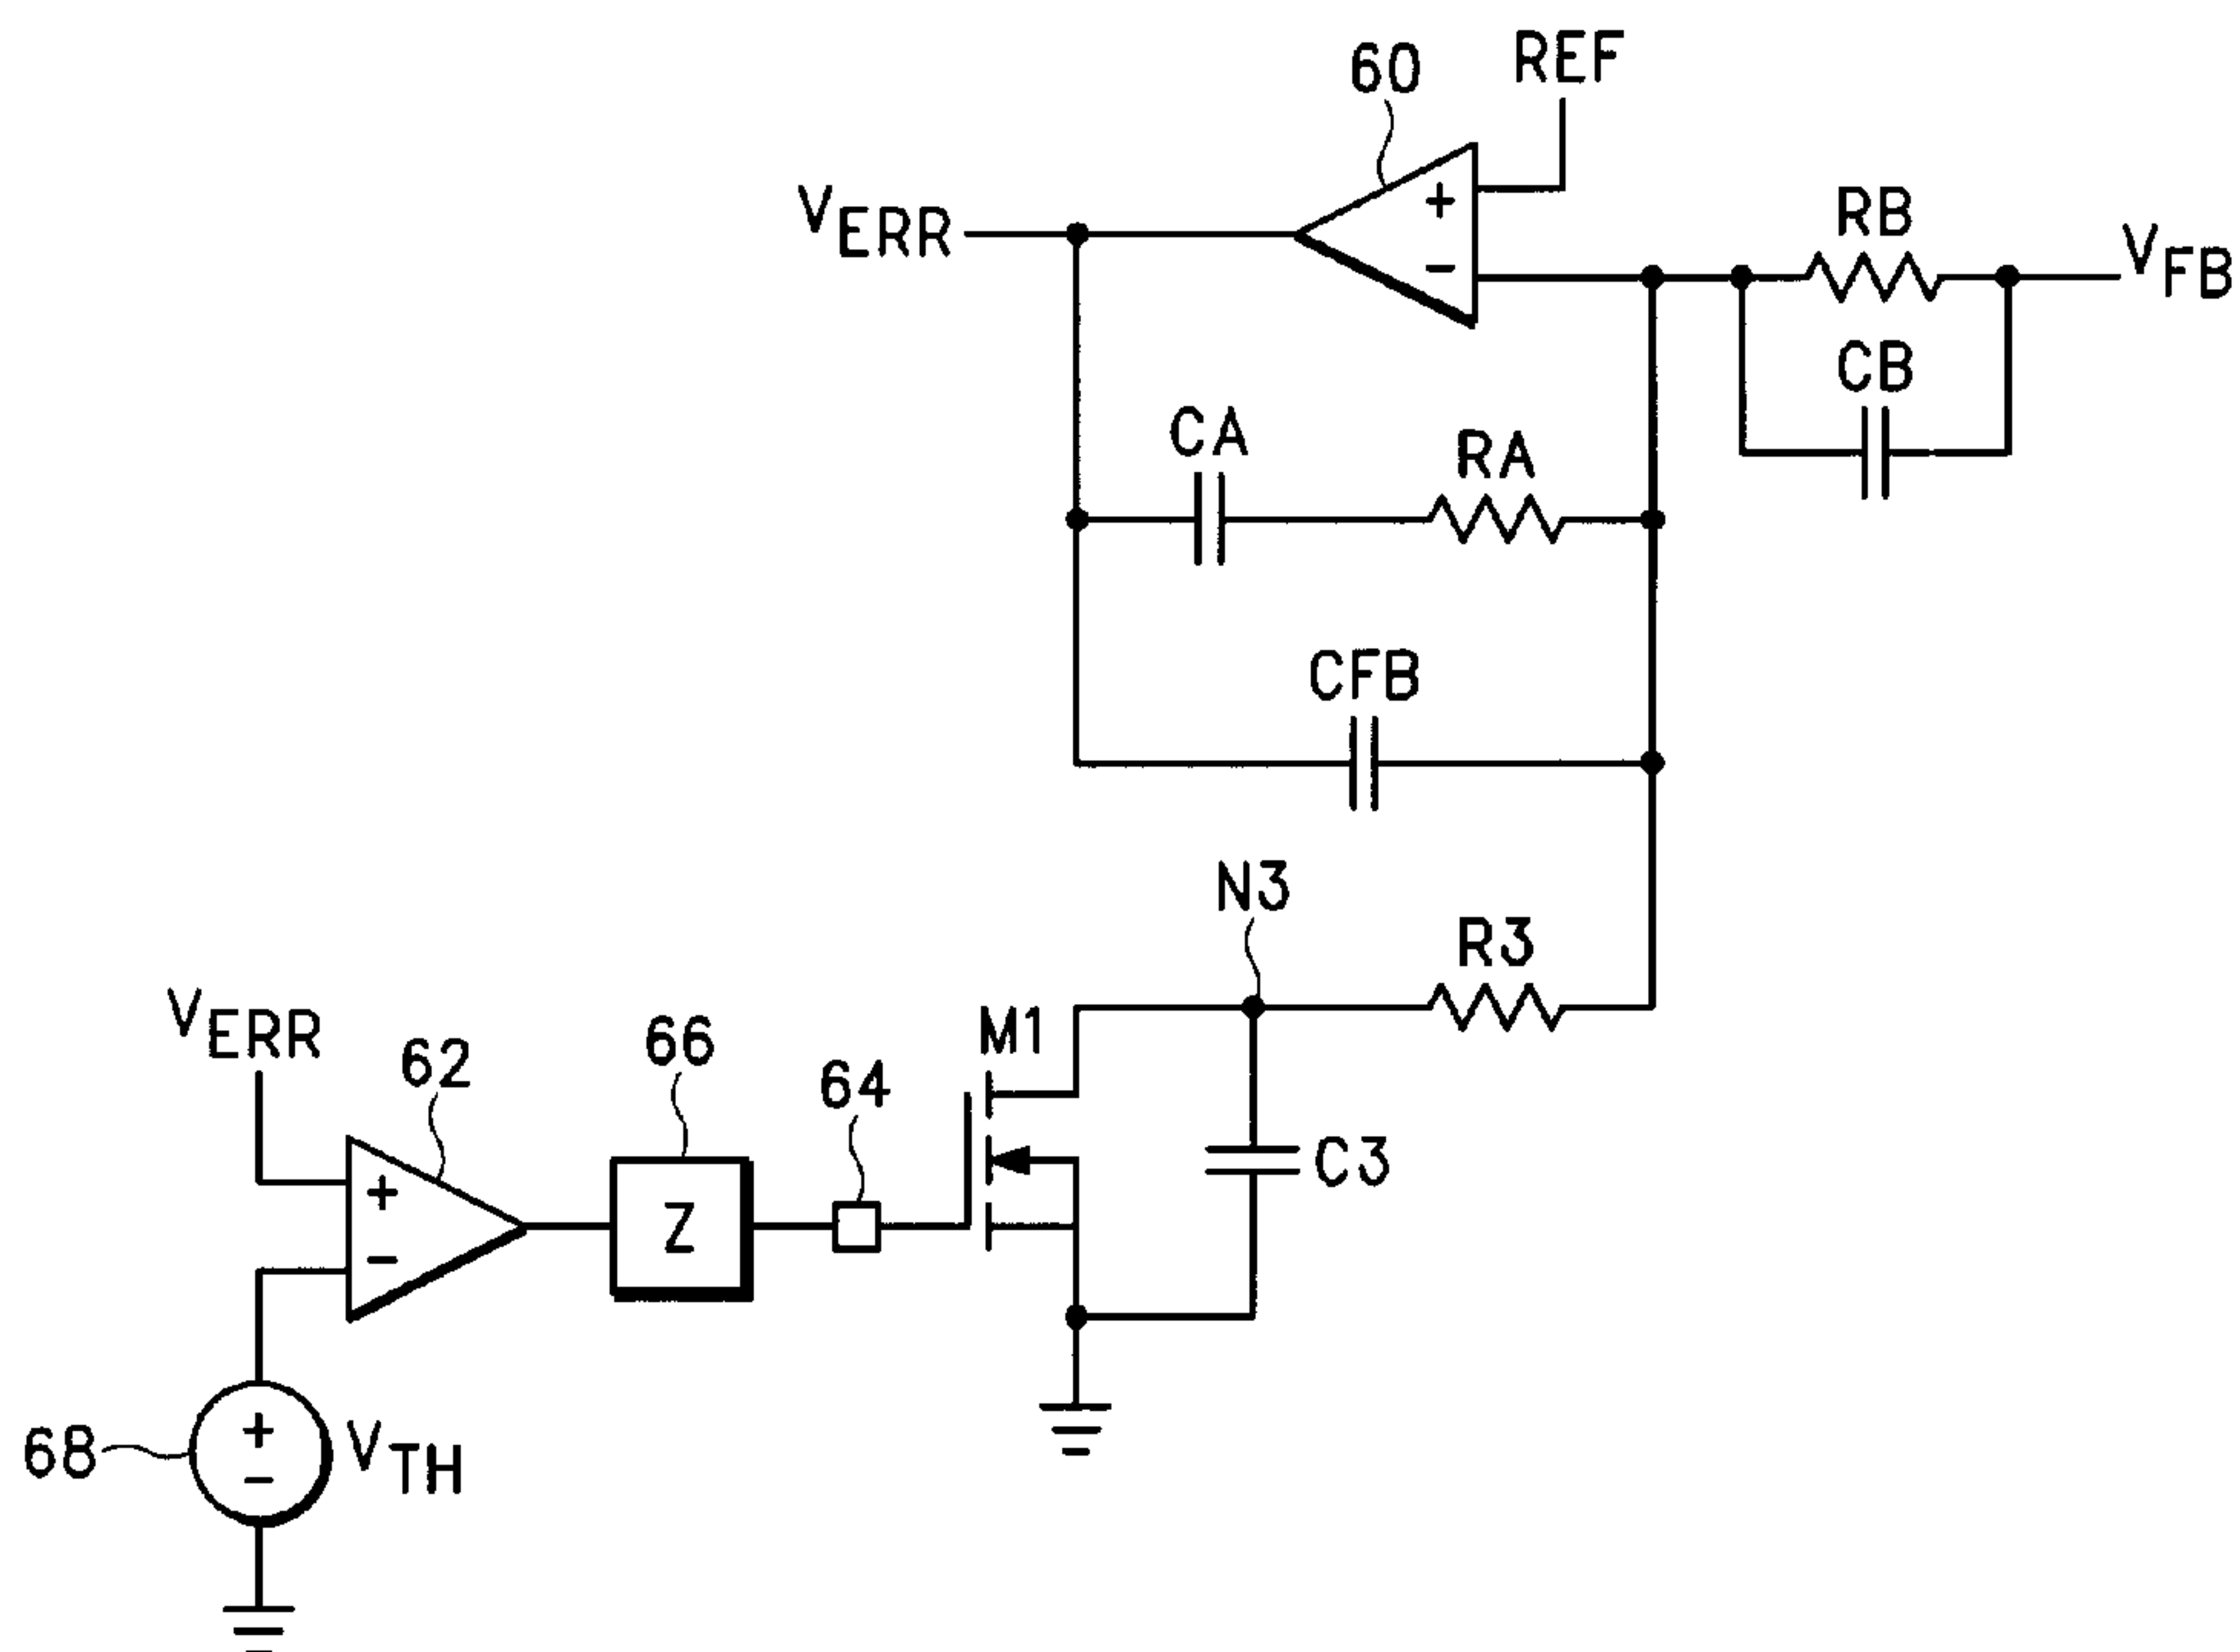 60
REF
+
−
VERR
RB
VFB
CB
CA
RA
CFB
N3
R3
VERR
62
66
64
M1
+
−
Z
C3
68
+
−
VTH